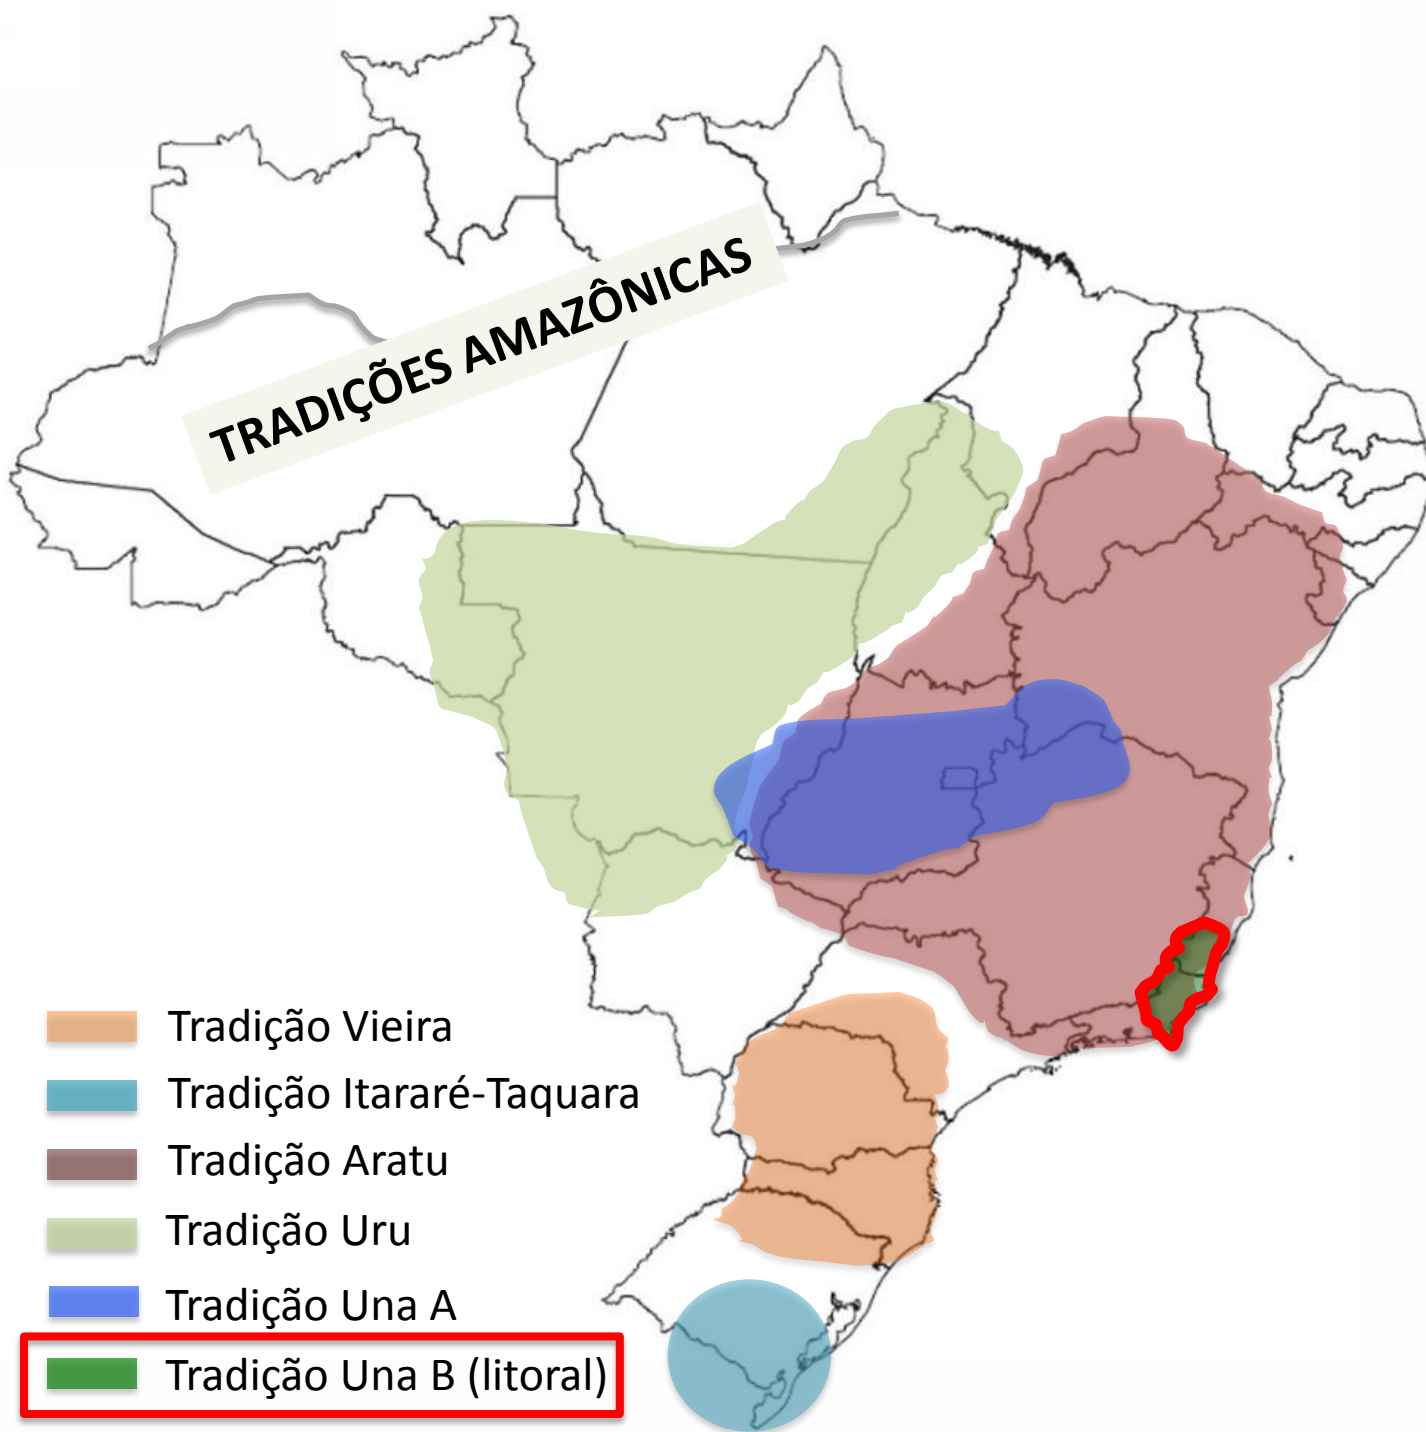 TRADIÇÕES AMAZÔNICAS
Tradição Vieira
Tradição Itararé-Taquara
Tradição Aratu
Tradição Uru
Tradição Una A
Tradição Una B (litoral)